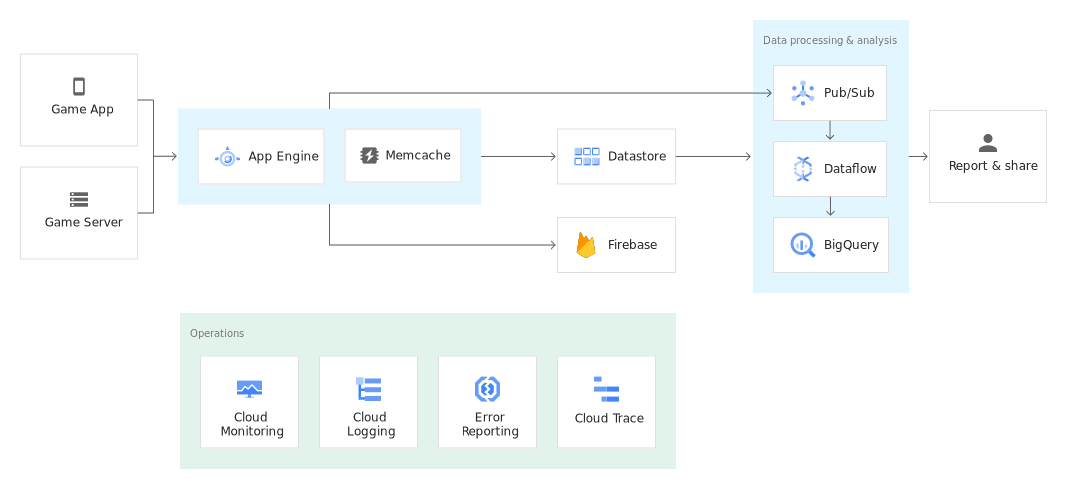 Data processing & analysis
Game App
Pub/Sub
App Engine
Memcache
Datastore
Dataflow
Report & share
Game Server
Firebase
BigQuery
Operations
Cloud
Monitoring
Cloud
Logging
Error
Reporting
Cloud Trace